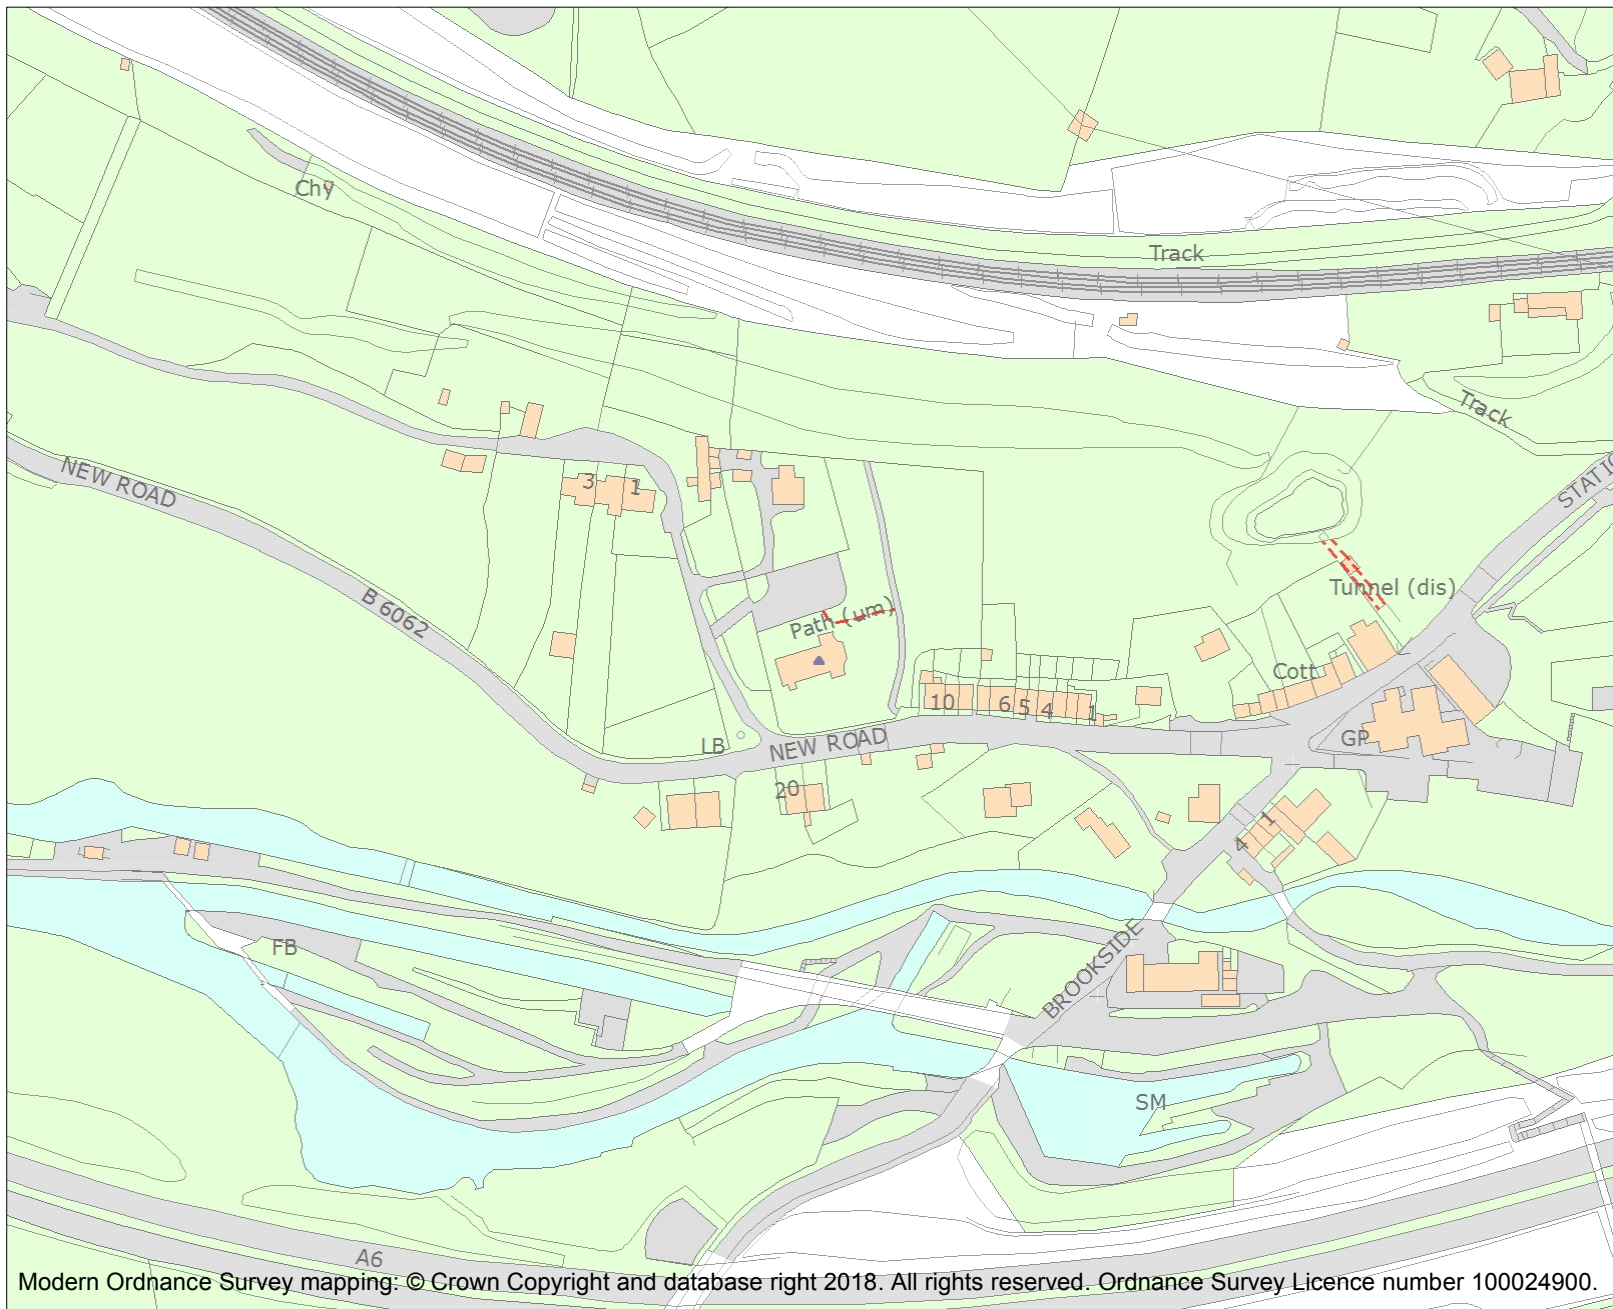 Chy
Track
Track
STATIO
NEW ROAD
3
1
Tunnel (dis)
B 6062
Path (um)
Cott
10
6
5
4
1
LB
NEW ROAD
GP
20
1
4
FB
BROOKSIDE
SM
A6
Modern Ordnance Survey mapping: © Crown Copyright and database right 2018. All rights reserved. Ordnance Survey Licence number 100024900.